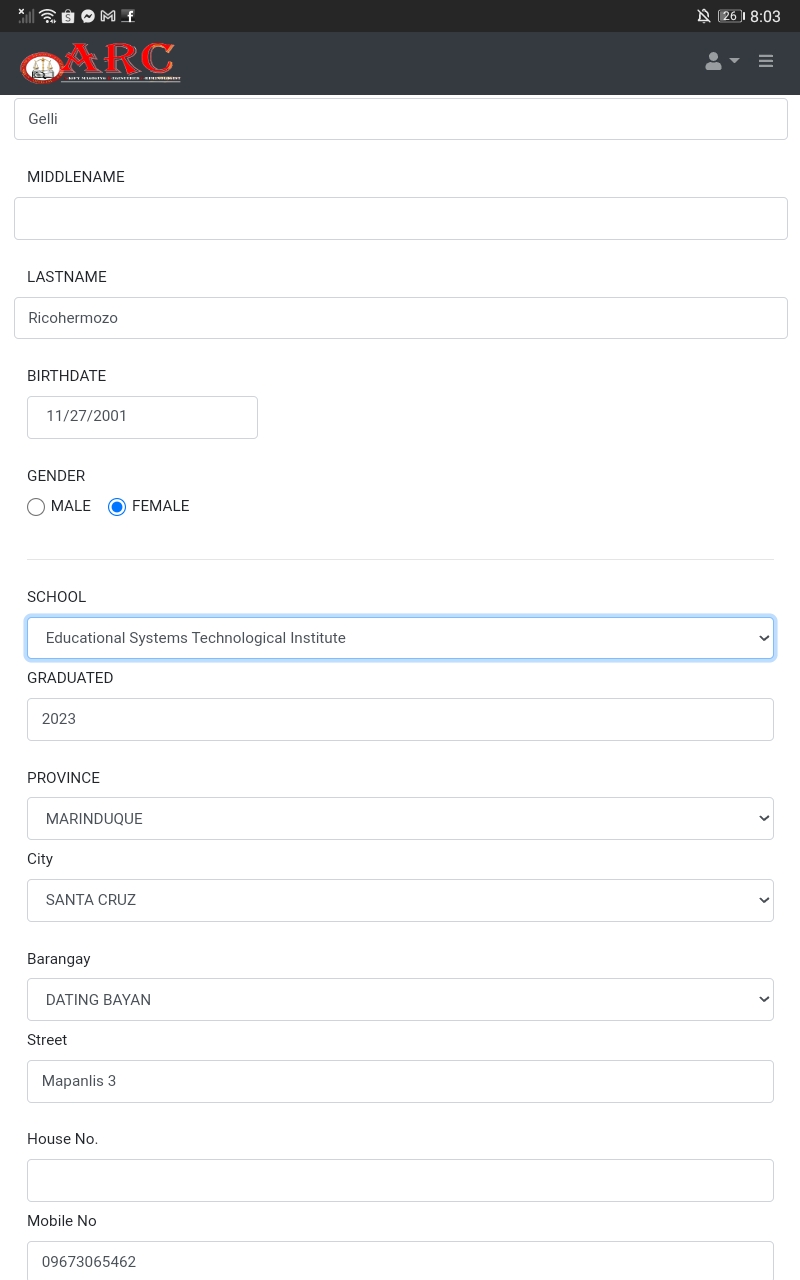 26 8:03
ARC
Gelli
MIDDLENAME
LASTNAME
Ricohermozo
BIRTHDATE
11/27/2001
GENDER
MALE FEMALE
SCHOOL
Educational Systems Technological Institute
GRADUATED
2023
PROVINCE
MARINDUQUE
City
SANTA CRUZ
Barangay
DATING BAYAN
Street
Mapanlis 3
House No.
Mobile No
09673065462